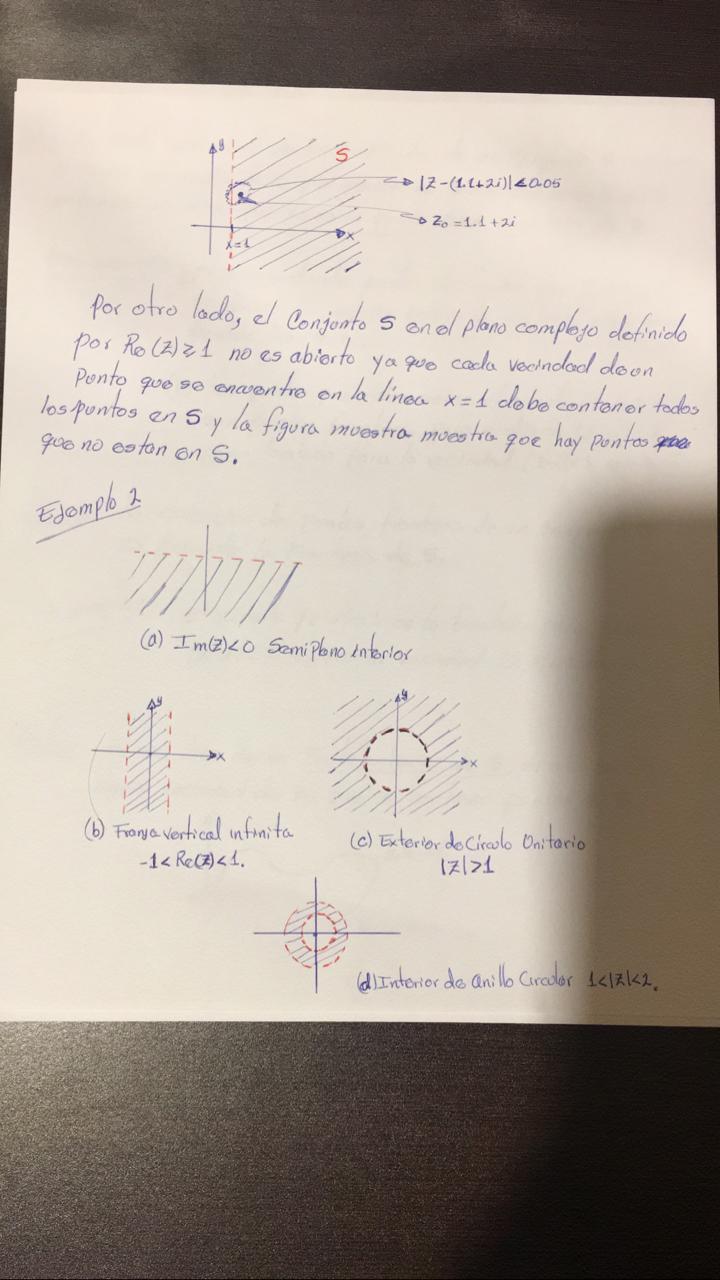 y
S
|Z-(1.1+2i)|<0.05
Z₀=1.1+2i
x
x=1
Por otro lado, el Conjunto S en el plano complejo definido
por Re(z)≥1 no es abierto ya que cada vecindad de un
Punto que se encuentre en la línea x=1 debe contener todos
los puntos en S y la figura muestra muestra que hay puntos
que no estan en S.
Ejemplo 2
(a) Im(z)<0 Semiplano inferior
y
x
(b) Franja vertical infinita
-1<Re(z)<1.
y
x
(c) Exterior de Círculo Unitario
|z|>1
(d) Interior de anillo Circular 1<|z|<2.